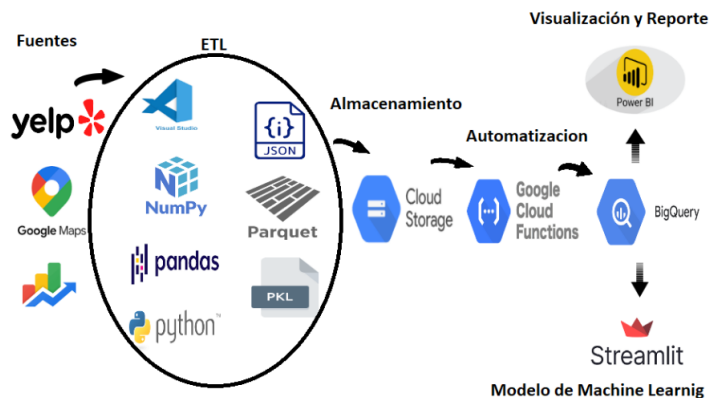 Visualización y Reporte
Fuentes
ETL
Power BI
yelp
Visual Studio
{i}
JSON
Almacenamiento
Automatizacion
Google Maps
NumPy
Parquet
Cloud
Storage
Google
Cloud
Functions
BigQuery
pandas
PKL
python™
Streamlit
Modelo de Machine Learnig